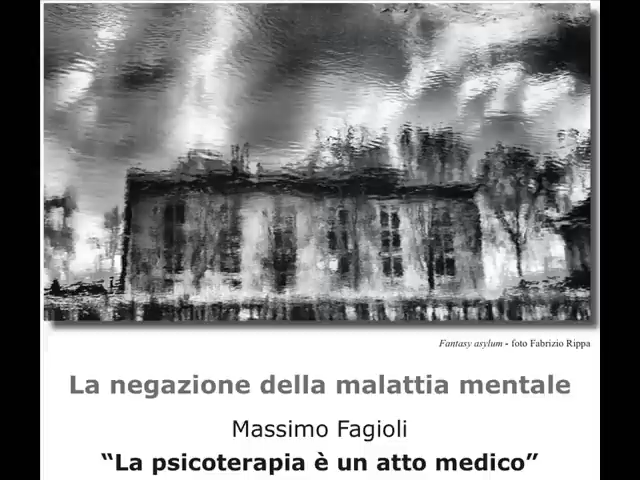 Fantasy asylum - foto Fabrizio Rippa
La negazione della malattia mentale
Massimo Fagioli
“La psicoterapia è un atto medico”